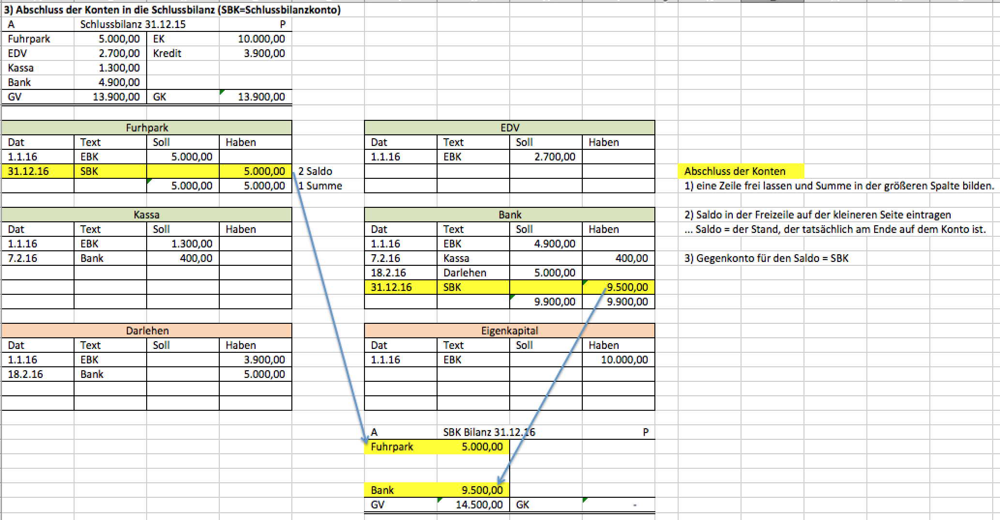 3) Abschluss der Konten in die Schlussbilanz (SBK=Schlussbilanzkonto)
A Schlussbilanz 31.12.15 P
Fuhrpark 5.000,00 EK 10.000,00
EDV 2.700,00 Kredit 3.900,00
Kassa 1.300,00
Bank 4.900,00
GV 13.900,00 GK 13.900,00
Furhpark
Dat Text Soll Haben
1.1.16 EBK 5.000,00
31.12.16 SBK 5.000,00 2 Saldo
5.000,00 5.000,00 1 Summe
EDV
Dat Text Soll Haben
1.1.16 EBK 2.700,00
Abschluss der Konten
1) eine Zeile frei lassen und Summe in der größeren Spalte bilden.
2) Saldo in der Freizeile auf der kleineren Seite eintragen
... Saldo = der Stand, der tatsächlich am Ende auf dem Konto ist.
3) Gegenkonto für den Saldo = SBK
Kassa
Dat Text Soll Haben
1.1.16 EBK 1.300,00
7.2.16 Bank 400,00
Bank
Dat Text Soll Haben
1.1.16 EBK 4.900,00
7.2.16 Kassa 400,00
18.2.16 Darlehen 5.000,00
31.12.16 SBK 9.500,00
9.900,00 9.900,00
Darlehen
Dat Text Soll Haben
1.1.16 EBK 3.900,00
18.2.16 Bank 5.000,00
Eigenkapital
Dat Text Soll Haben
1.1.16 EBK 10.000,00
A SBK Bilanz 31.12.16 P
Fuhrpark 5.000,00
Bank 9.500,00
GV 14.500,00 GK -